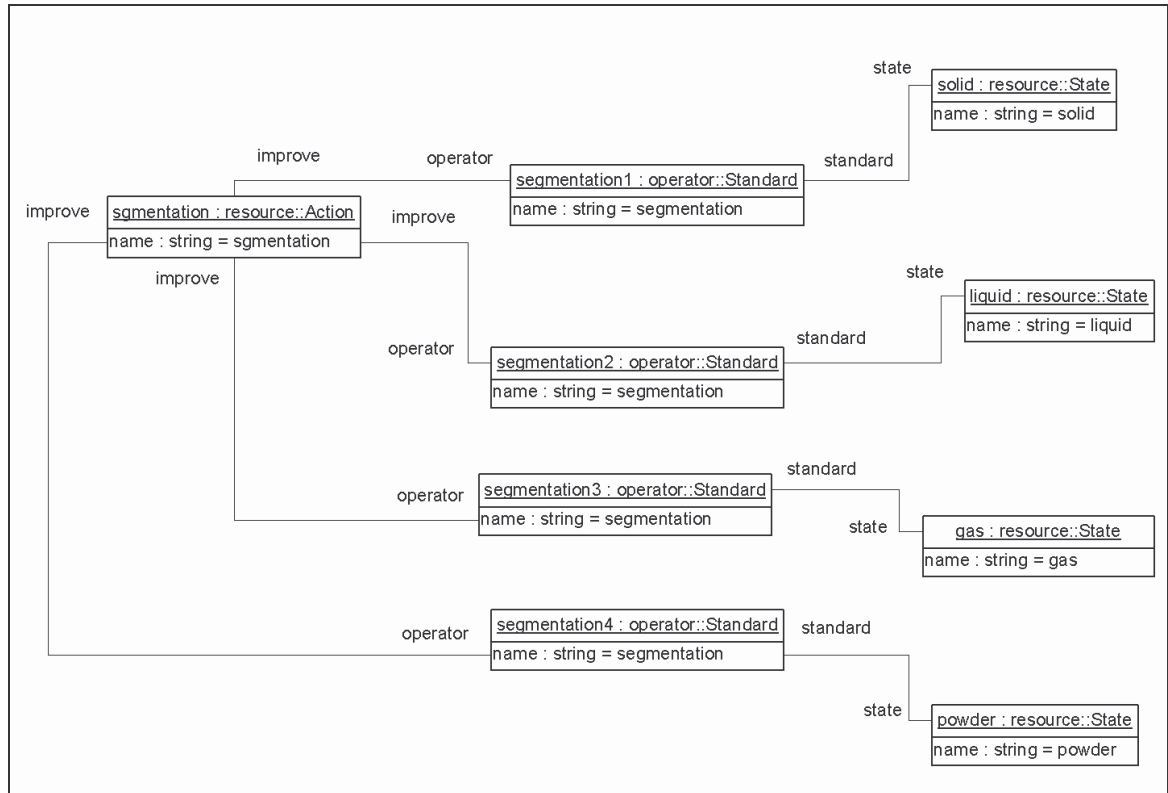 state
solid : resource::State
name : string = solid
improve
operator
standard
segmentation1 : operator::Standard
name : string = segmentation
improve
sgmentation : resource::Action
name : string = sgmentation
improve
improve
state
liquid : resource::State
name : string = liquid
operator
standard
segmentation2 : operator::Standard
name : string = segmentation
standard
operator
segmentation3 : operator::Standard
name : string = segmentation
state
gas : resource::State
name : string = gas
operator
segmentation4 : operator::Standard
name : string = segmentation
standard
state
powder : resource::State
name : string = powder